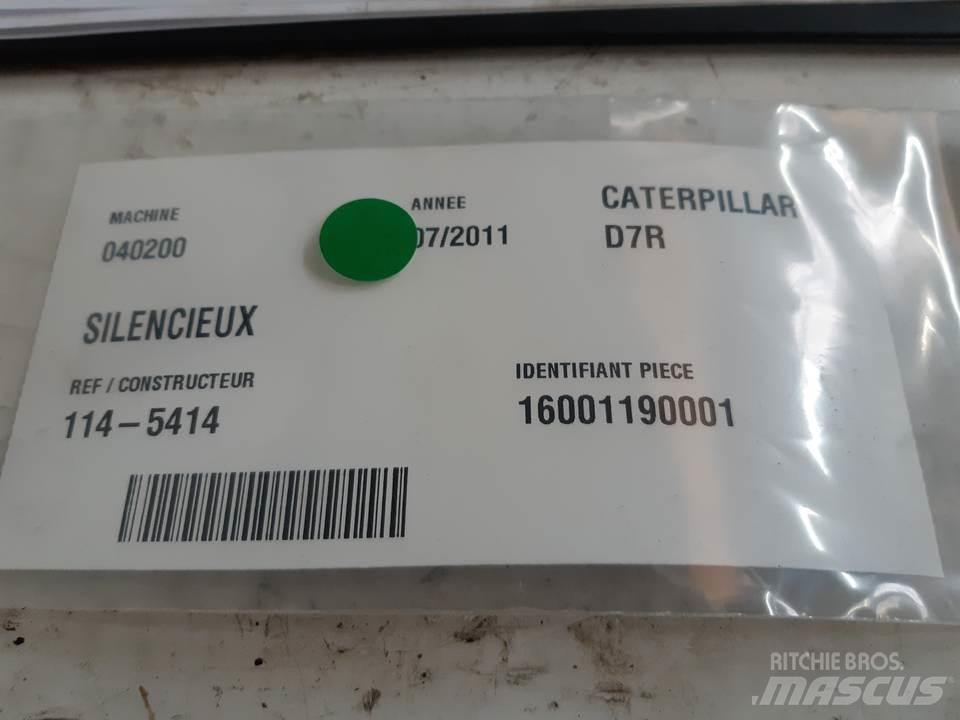 MACHINE
040200
ANNEE
07/2011
CATERPILLAR
D7R
SILENCIEUX
REF / CONSTRUCTEUR
114-5414
IDENTIFIANT PIECE
16001190001
RITCHIE BROS.
MASCUS